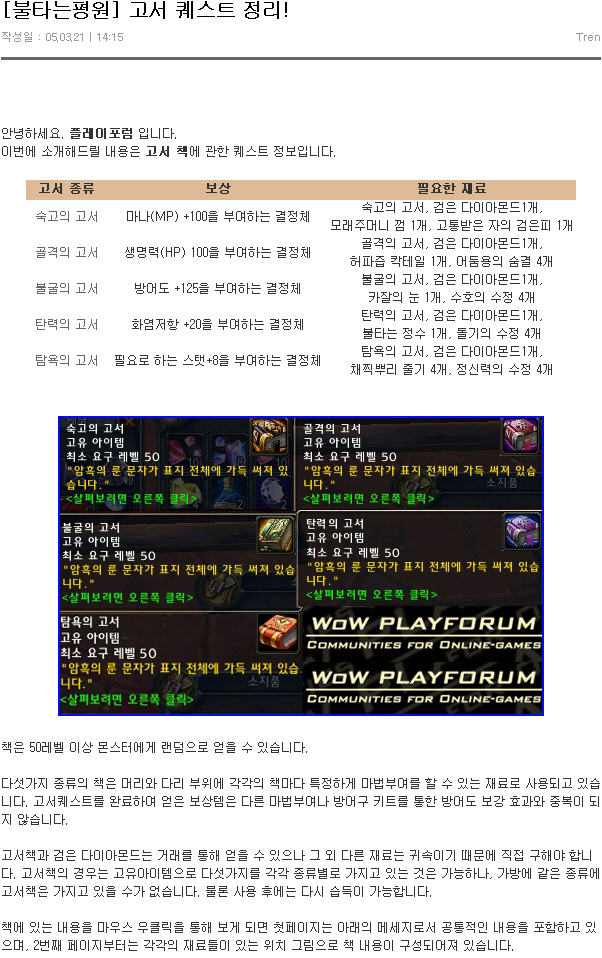 [불타는평원] 고서 퀘스트 정리!
작성일 : 05,03,21 | 14:15
Tren
안녕하세요, 플레이포럼 입니다.
이번에 소개해드릴 내용은 고서 책에 관한 퀘스트 정보입니다.
고서 종류 보상 필요한 재료
숙고의 고서 마나(MP) +100을 부여하는 결정체 숙고의 고서, 검은 다이아몬드1개,
모래주머니 껌 1개, 고통받은 자의 검은피 1개
골격의 고서 생명력(HP) 100을 부여하는 결정체 골격의 고서, 검은 다이아몬드1개,
허파즙 칵테일 1개, 어둠용의 숨결 4개
불굴의 고서 방어도 +125을 부여하는 결정체 불굴의 고서, 검은 다이아몬드1개,
카잘의 눈 1개, 수호의 수정 4개
탄력의 고서 화염저항 +20을 부여하는 결정체 탄력의 고서, 검은 다이아몬드1개,
불타는 정수 1개, 돌기의 수정 4개
탐욕의 고서 필요로 하는 스탯+8을 부여하는 결정체 탐욕의 고서, 검은 다이아몬드1개,
채찍뿌리 줄기 4개, 정신력의 수정 4개
숙고의 고서
고유 아이템
최소 요구 레벨 50
"암흑의 룬 문자가 표지 전체에 가득 써져 있
습니다."
<살펴보려면 오른쪽 클릭>
골격의 고서
고유 아이템
최소 요구 레벨 50
"암흑의 룬 문자가 표지 전체에 가득 써져 있습
니다."
<살펴보려면 오른쪽 클릭>
소지품
불굴의 고서
고유 아이템
최소 요구 레벨 50
"암흑의 룬 문자가 표지 전체에 가득 써져 있습
니다."
<살펴보려면 오른쪽 클릭>
탄력의 고서
고유 아이템
최소 요구 레벨 50
"암흑의 룬 문자가 표지 전체에 가득 써져 있습
니다."
<살펴보려면 오른쪽 클릭>
탐욕의 고서
고유 아이템
최소 요구 레벨 50
"암흑의 룬 문자가 표지 전체에 가득 써져 있습
니다."
<살펴보려면 오른쪽 클릭>
소지품
WoW PLAYFORUM
COMMUNITIES FOR ONLINE-GAMES
WoW PLAYFORUM
COMMUNITIES FOR ONLINE-GAMES
책은 50레벨 이상 몬스터에게 랜덤으로 얻을 수 있습니다.
다섯가지 종류의 책은 머리와 다리 부위에 각각의 책마다 특정하게 마법부여를 할 수 있는 재료로 사용되고 있습
니다. 고서퀘스트를 완료하여 얻은 보상템은 다른 마법부여나 방어구 키트를 통한 방어도 보강 효과와 중복이 되
지 않습니다.
고서책과 검은 다이아몬드는 거래를 통해 얻을 수 있으나 그 외 다른 재료는 귀속이기 때문에 직접 구해야 합니
다. 고서책의 경우는 고유아이템으로 다섯가지를 각각 종류별로 가지고 있는 것은 가능하나, 가방에 같은 종류에
고서책은 가지고 있을 수가 없습니다. 물론 사용 후에는 다시 습득이 가능합니다.
책에 있는 내용을 마우스 우클릭을 통해 보게 되면 첫페이지는 아래의 메세지로서 공통적인 내용을 포함하고 있
으며, 2번째 페이지부터는 각각의 재료들이 있는 위치 그림으로 책 내용이 구성되어져 있습니다.